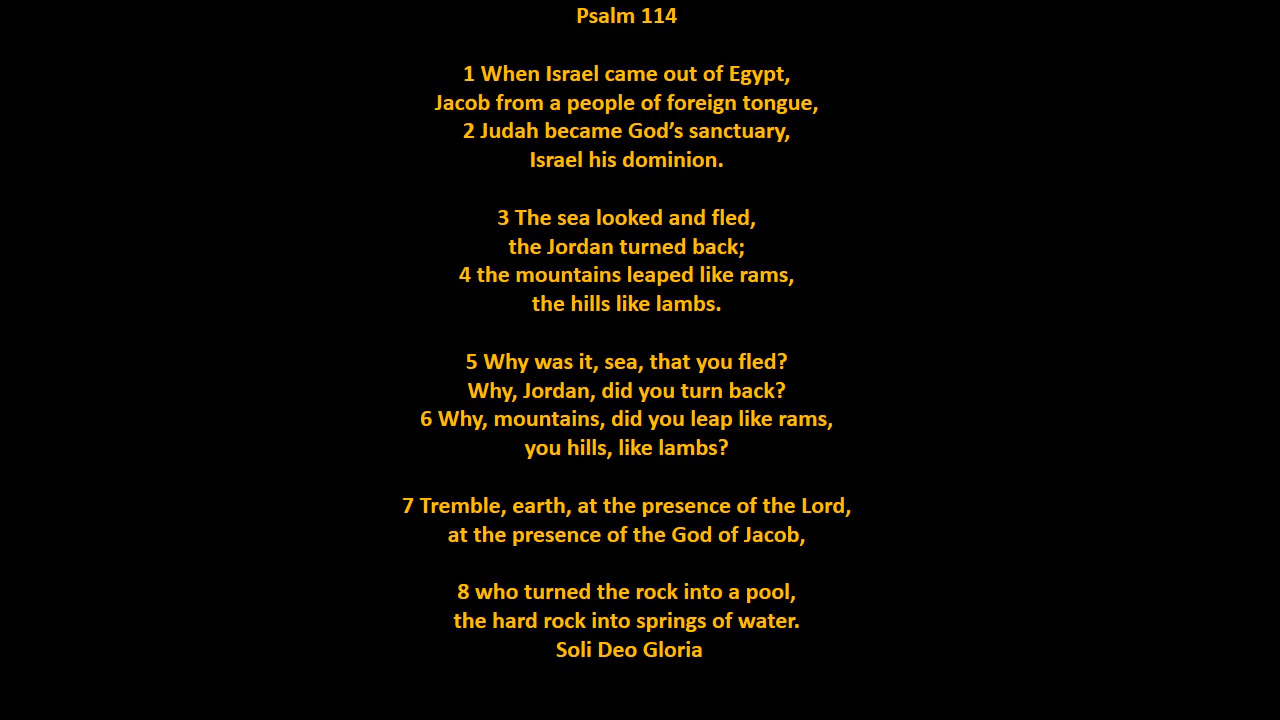 Psalm 114
1 When Israel came out of Egypt,
Jacob from a people of foreign tongue,
2 Judah became God’s sanctuary,
Israel his dominion.
3 The sea looked and fled,
the Jordan turned back;
4 the mountains leaped like rams,
the hills like lambs.
5 Why was it, sea, that you fled?
Why, Jordan, did you turn back?
6 Why, mountains, did you leap like rams,
you hills, like lambs?
7 Tremble, earth, at the presence of the Lord,
at the presence of the God of Jacob,
8 who turned the rock into a pool,
the hard rock into springs of water.
Soli Deo Gloria